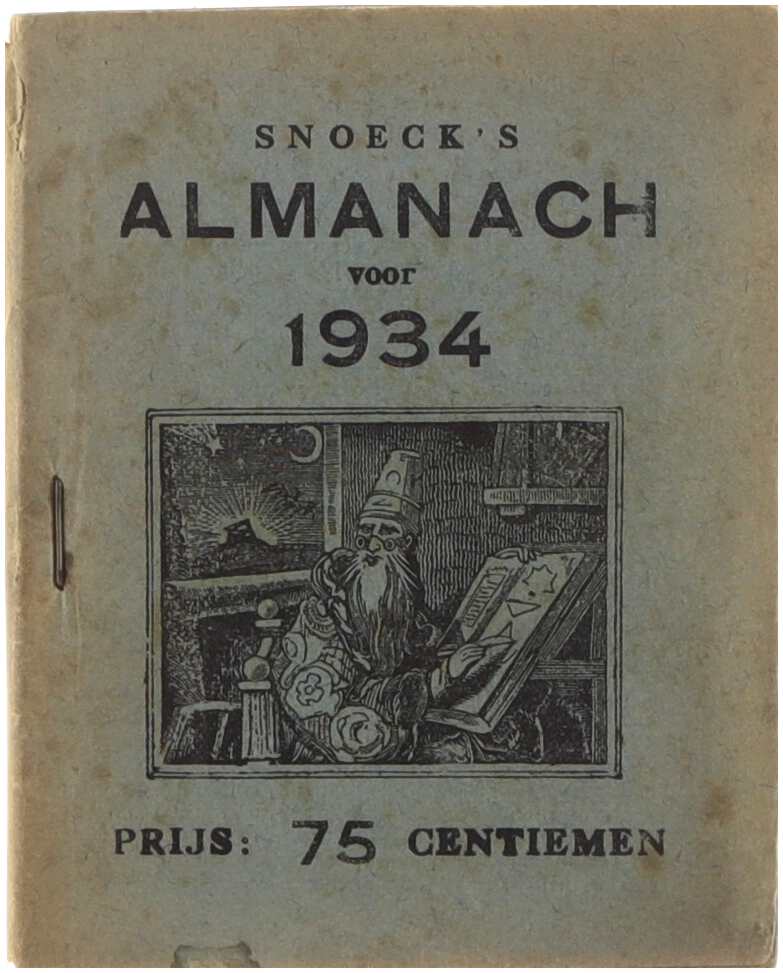 SNOECK'S
ALMANACH
voor
1934
PRIJS: 75 CENTIEMEN